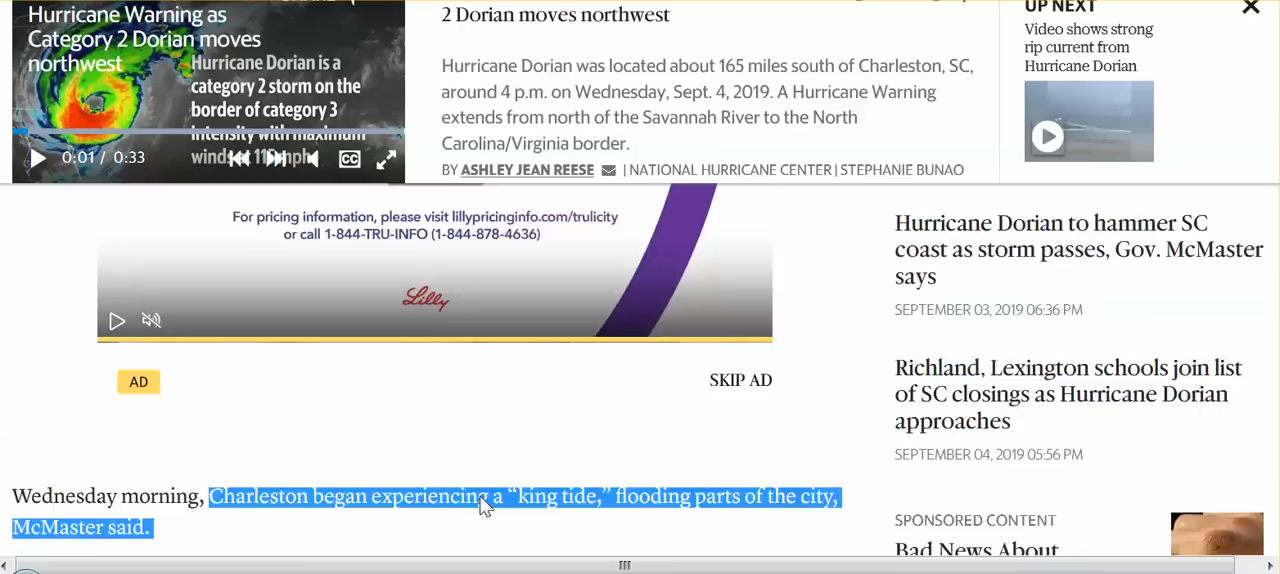 Hurricane Warning as
Category 2 Dorian moves
northwest
Hurricane Dorian is a
category 2 storm on the
border of category 3
intensity with maximum
winds at 115 mph
0:01 / 0:33
CC
2 Dorian moves northwest
Hurricane Dorian was located about 165 miles south of Charleston, SC,
around 4 p.m. on Wednesday, Sept. 4, 2019. A Hurricane Warning
extends from north of the Savannah River to the North
Carolina/Virginia border.
BY ASHLEY JEAN REESE | NATIONAL HURRICANE CENTER | STEPHANIE BUNAO
UP NEXT
Video shows strong
rip current from
Hurricane Dorian
For pricing information, please visit lillypricinginfo.com/trulicity
or call 1-844-TRU-INFO (1-844-878-4636)
Lilly
AD
SKIP AD
Wednesday morning, Charleston began experiencing a “king tide,” flooding parts of the city,
McMaster said.
Hurricane Dorian to hammer SC
coast as storm passes, Gov. McMaster
says
SEPTEMBER 03, 2019 06:36 PM
Richland, Lexington schools join list
of SC closings as Hurricane Dorian
approaches
SEPTEMBER 04, 2019 05:56 PM
SPONSORED CONTENT
Bad News About